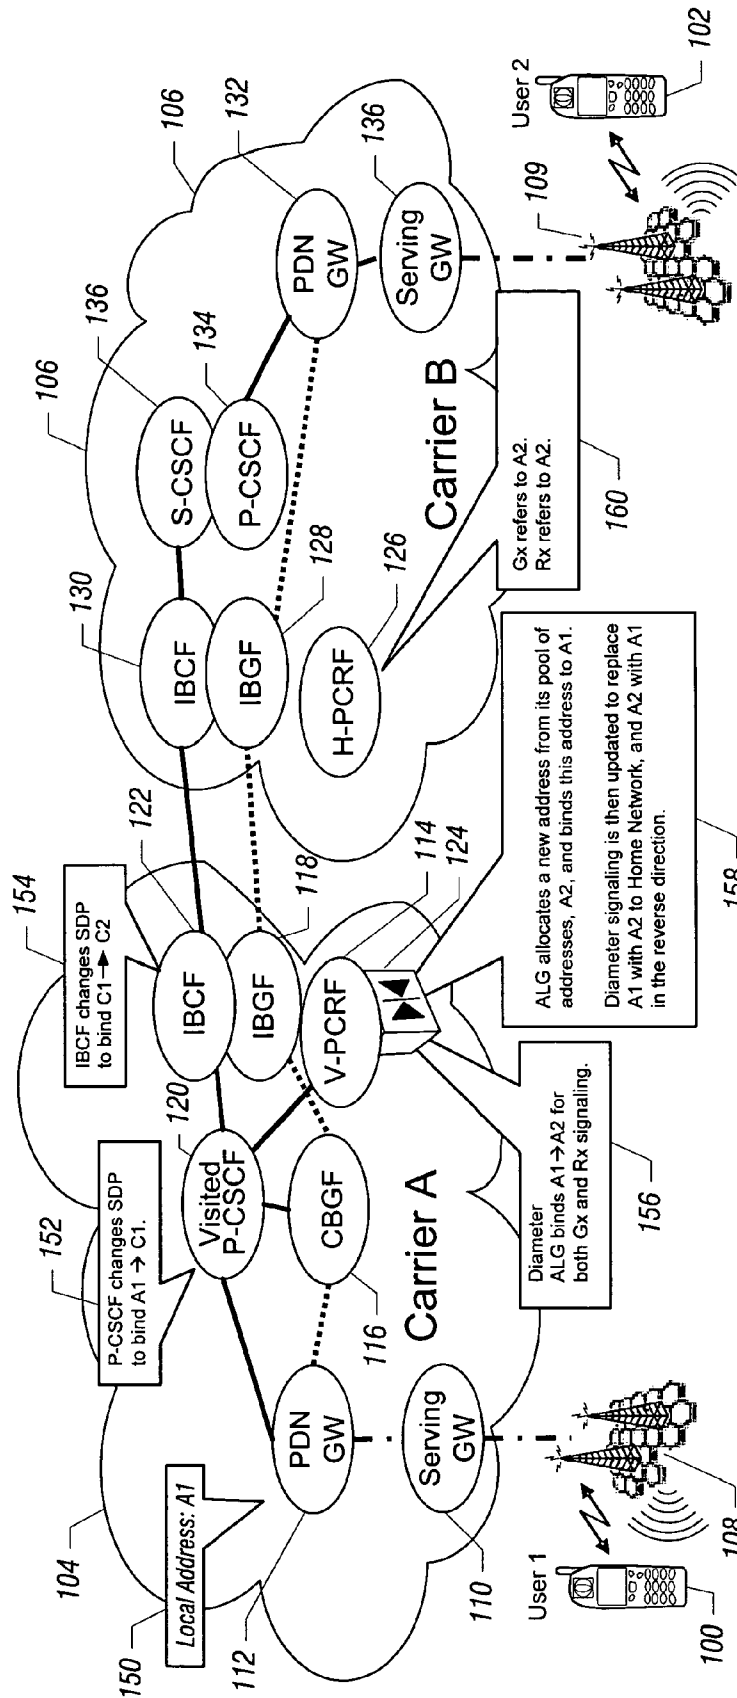 150
Local Address: A1
104
152
P-CSCF changes SDP
to bind A1 → C1.
154
IBCF changes SDP
to bind C1 → C2
106
136
106
132
112
PDN
GW
120
Visited
P-CSCF
122
IBCF
118
IBGF
130
IBCF
128
IBGF
S-CSCF
134
P-CSCF
PDN
GW
136
Serving
GW
110
Serving
GW
116
CBGF
114
V-PCRF
124
126
H-PCRF
Carrier A
Carrier B
156
Diameter
ALG binds A1 → A2 for
both Gx and Rx signaling.
158
ALG allocates a new address from its pool of
addresses, A2, and binds this address to A1.
Diameter signaling is then updated to replace
A1 with A2 to Home Network, and A2 with A1
in the reverse direction.
160
Gx refers to A2.
Rx refers to A2.
User 1
100
108
109
User 2
102